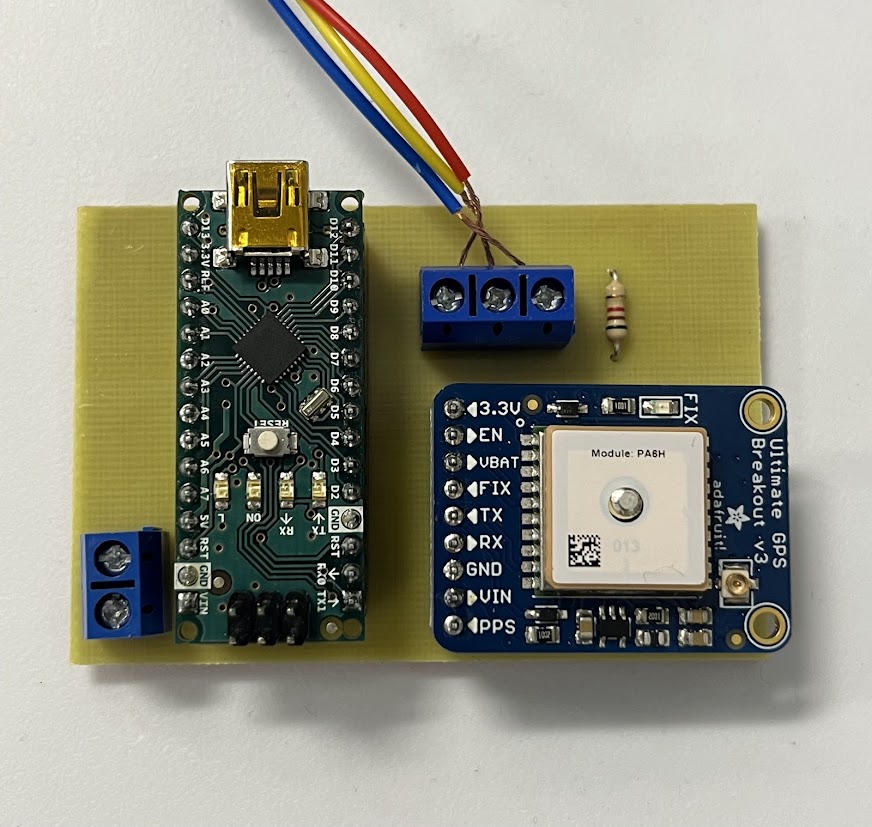 D13
3.3V
REF
A0
A1
A2
A3
A4
A5
A6
A7
5V
RST
GND
VIN
RESET
L
ON
RX
TX
D12
D11
D10
D9
D8
D7
D6
D5
D4
D3
D2
GND
RST
RX0
TX1
3.3V
EN
VBAT
FIX
TX
RX
GND
VIN
PPS
FIX
Module: PA6H
013
Ultimate GPS
Breakout v3
adafruit!